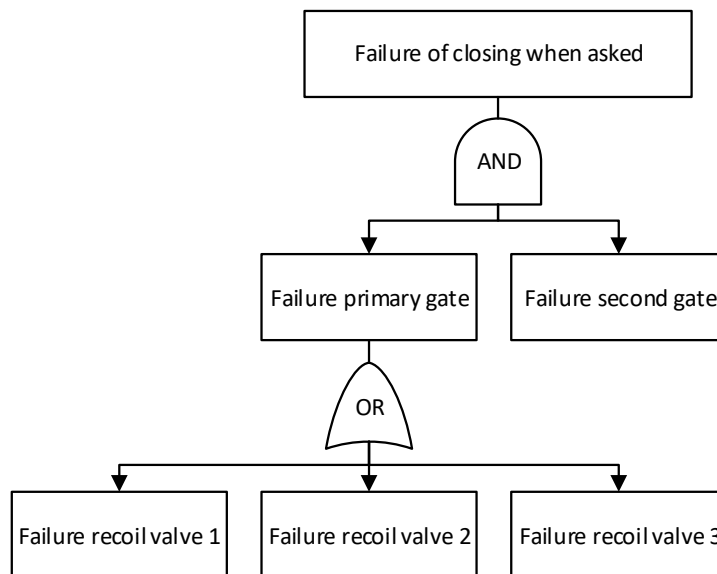 Failure of closing when asked
AND
Failure primary gate
Failure second gate
OR
Failure recoil valve 1
Failure recoil valve 2
Failure recoil valve 3